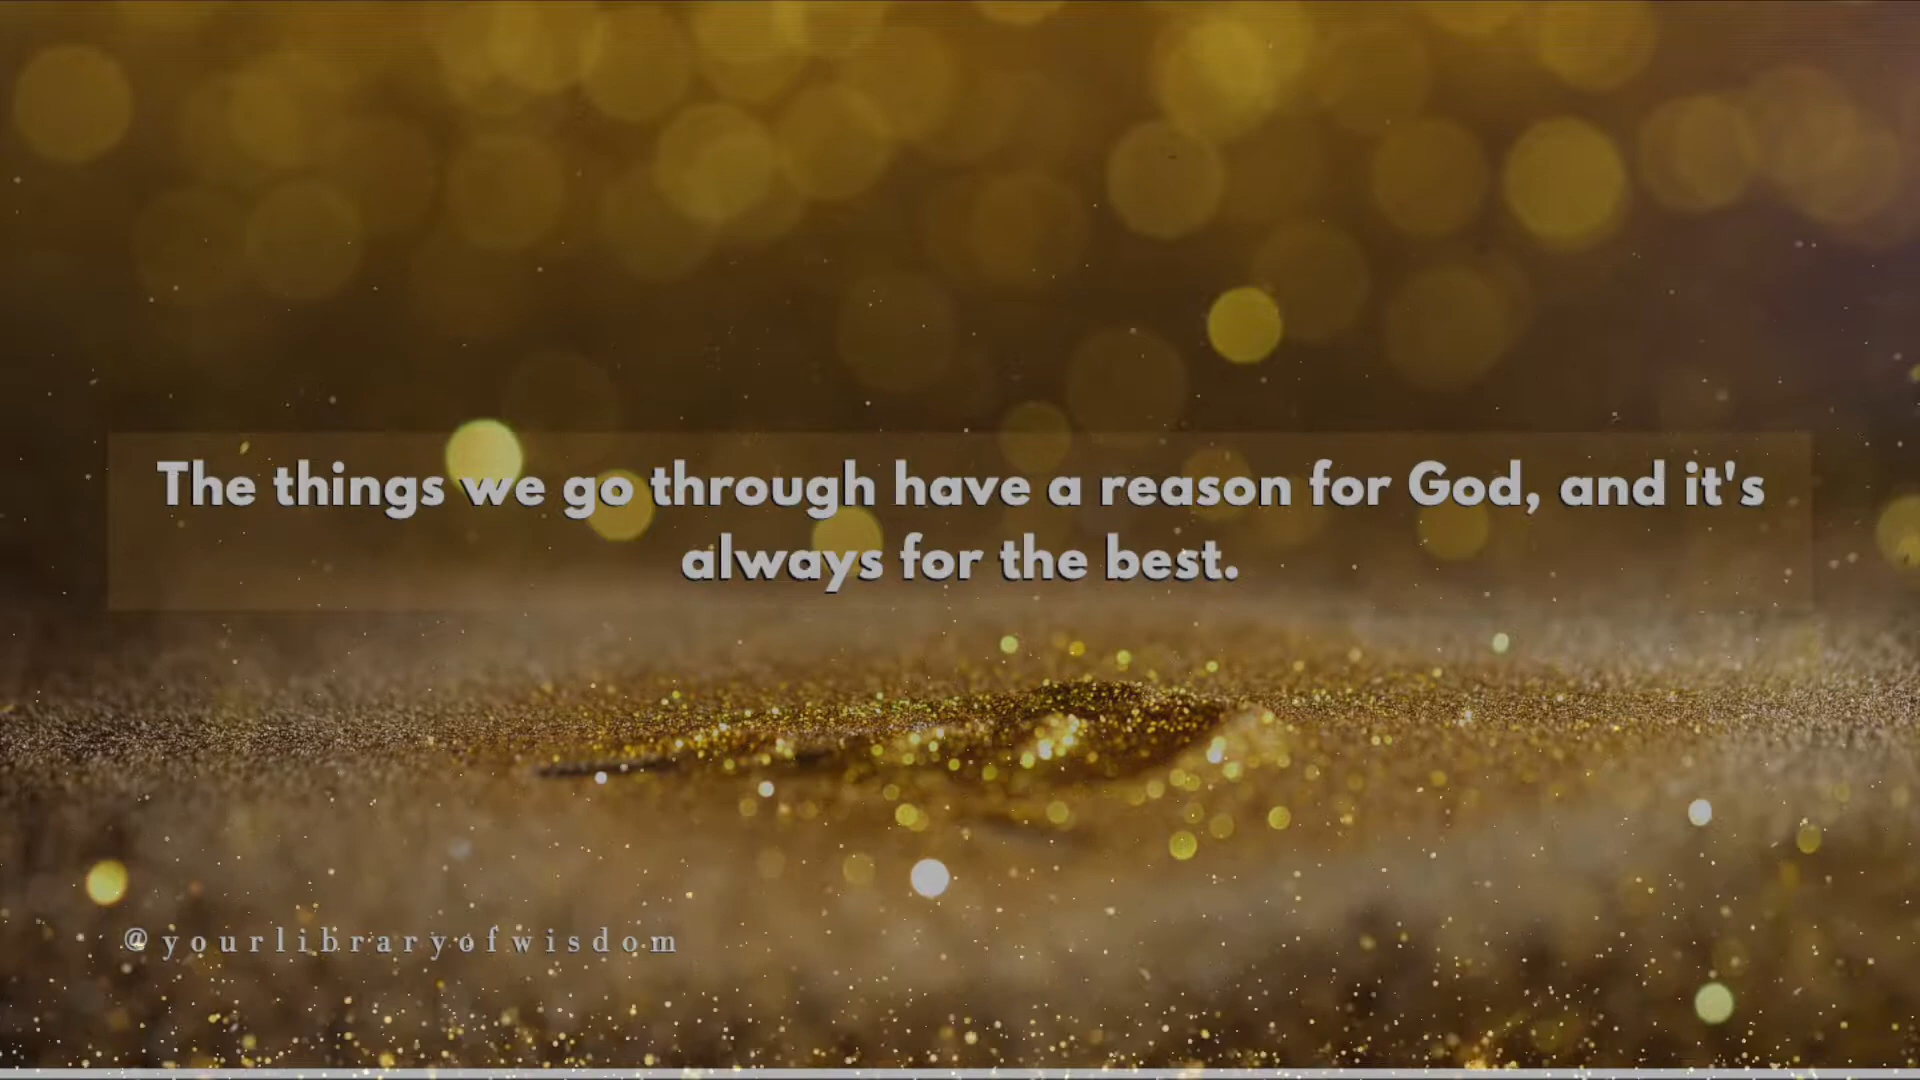 The things we go through have a reason for God, and it's
always for the best.
@yourlibraryofwisdom